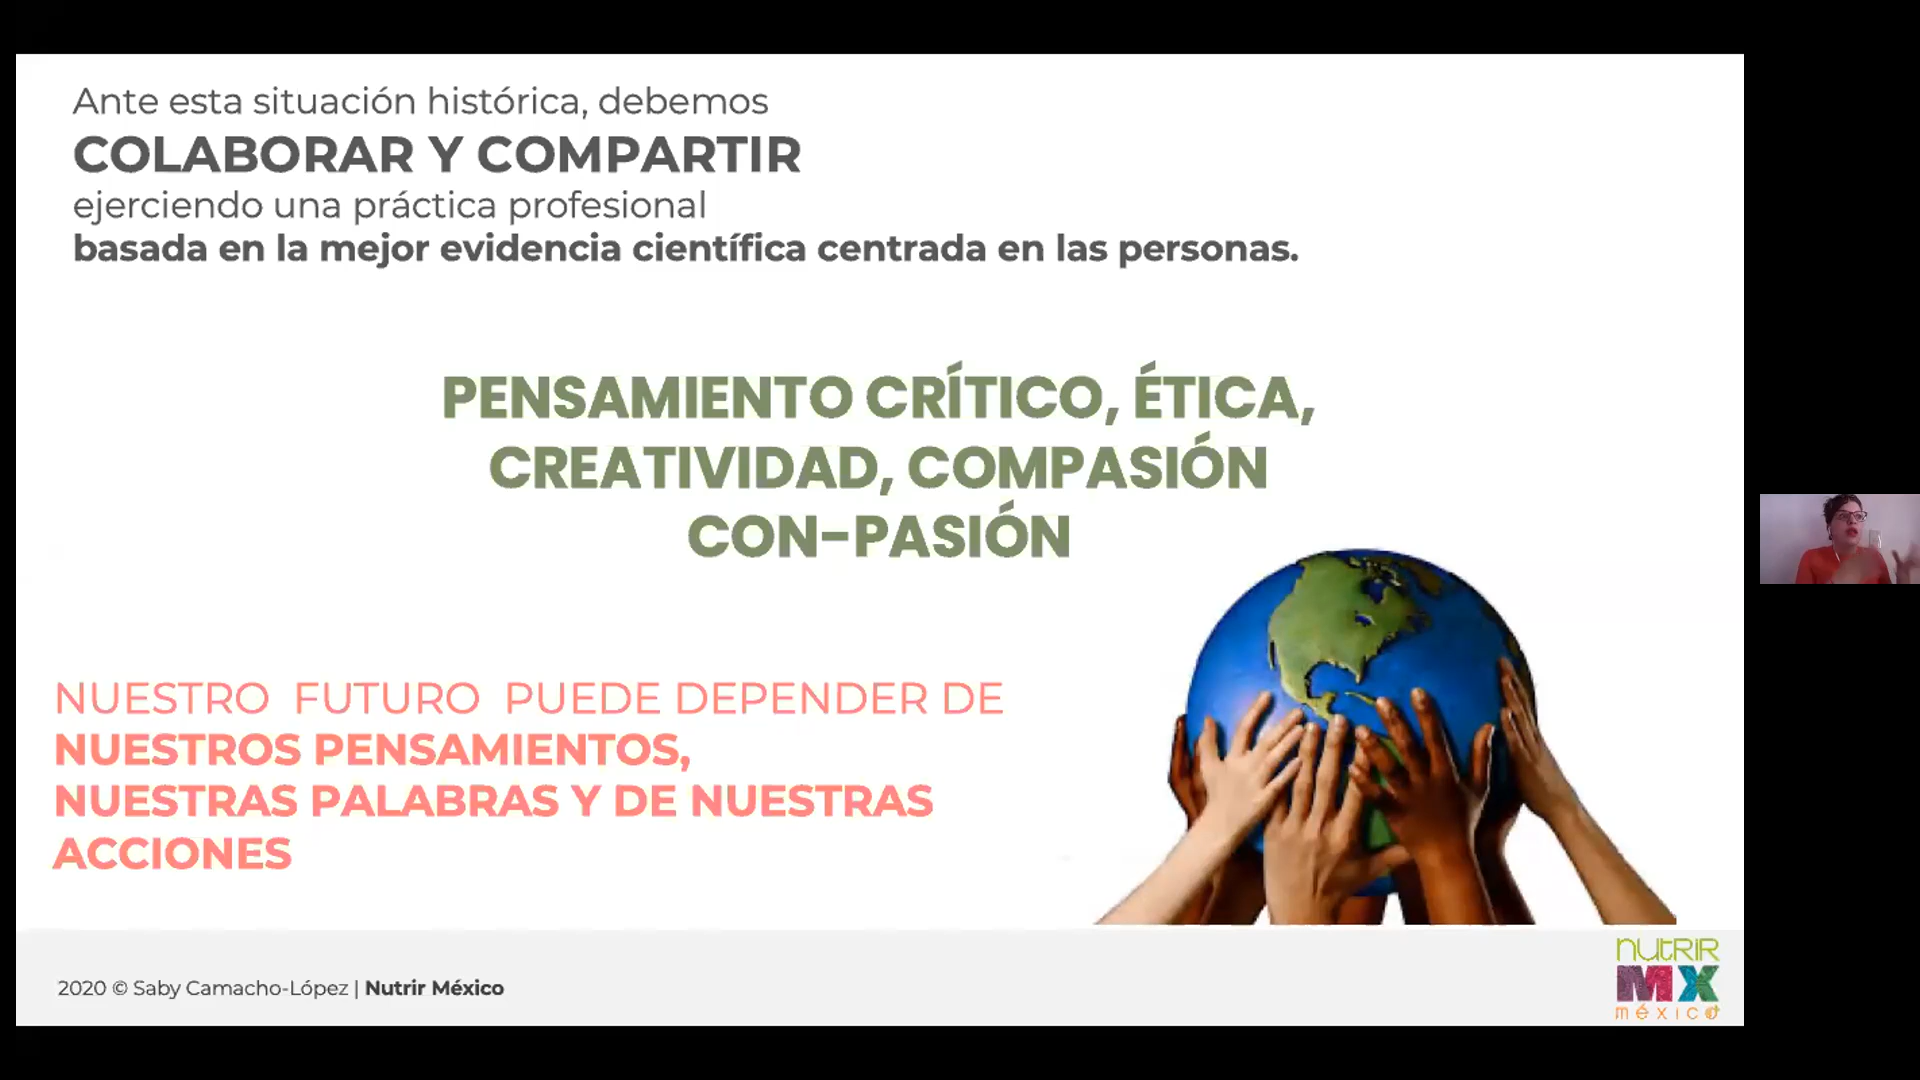 Ante esta situación histórica, debemos
COLABORAR Y COMPARTIR
ejerciendo una práctica profesional
basada en la mejor evidencia científica centrada en las personas.
PENSAMIENTO CRÍTICO, ÉTICA,
CREATIVIDAD, COMPASIÓN
CON-PASIÓN
NUESTRO FUTURO PUEDE DEPENDER DE
NUESTROS PENSAMIENTOS,
NUESTRAS PALABRAS Y DE NUESTRAS
ACCIONES
2020 © Saby Camacho-López | Nutrir México
nutRIR
MX
méxico